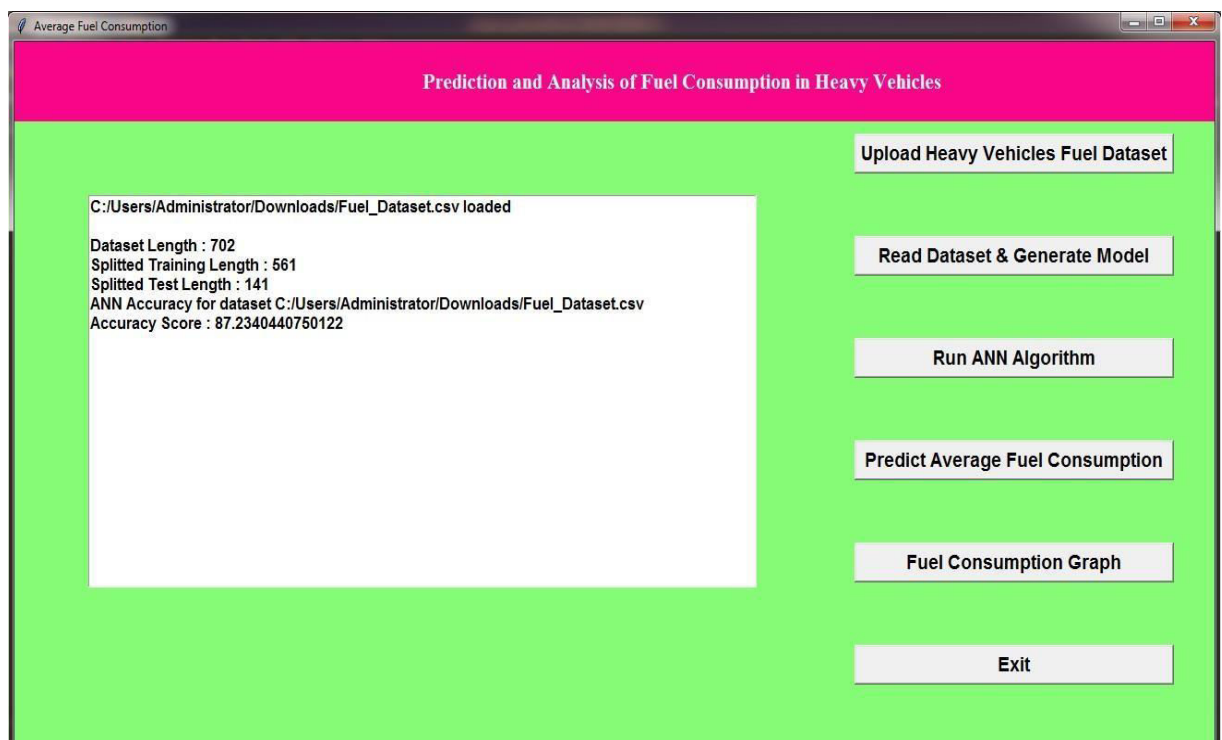 Average Fuel Consumption
Prediction and Analysis of Fuel Consumption in Heavy Vehicles
Upload Heavy Vehicles Fuel Dataset
C:/Users/Administrator/Downloads/Fuel_Dataset.csv loaded
Dataset Length : 702
Splitted Training Length : 561
Splitted Test Length : 141
ANN Accuracy for dataset C:/Users/Administrator/Downloads/Fuel_Dataset.csv
Accuracy Score : 87.2340440750122
Read Dataset & Generate Model
Run ANN Algorithm
Predict Average Fuel Consumption
Fuel Consumption Graph
Exit